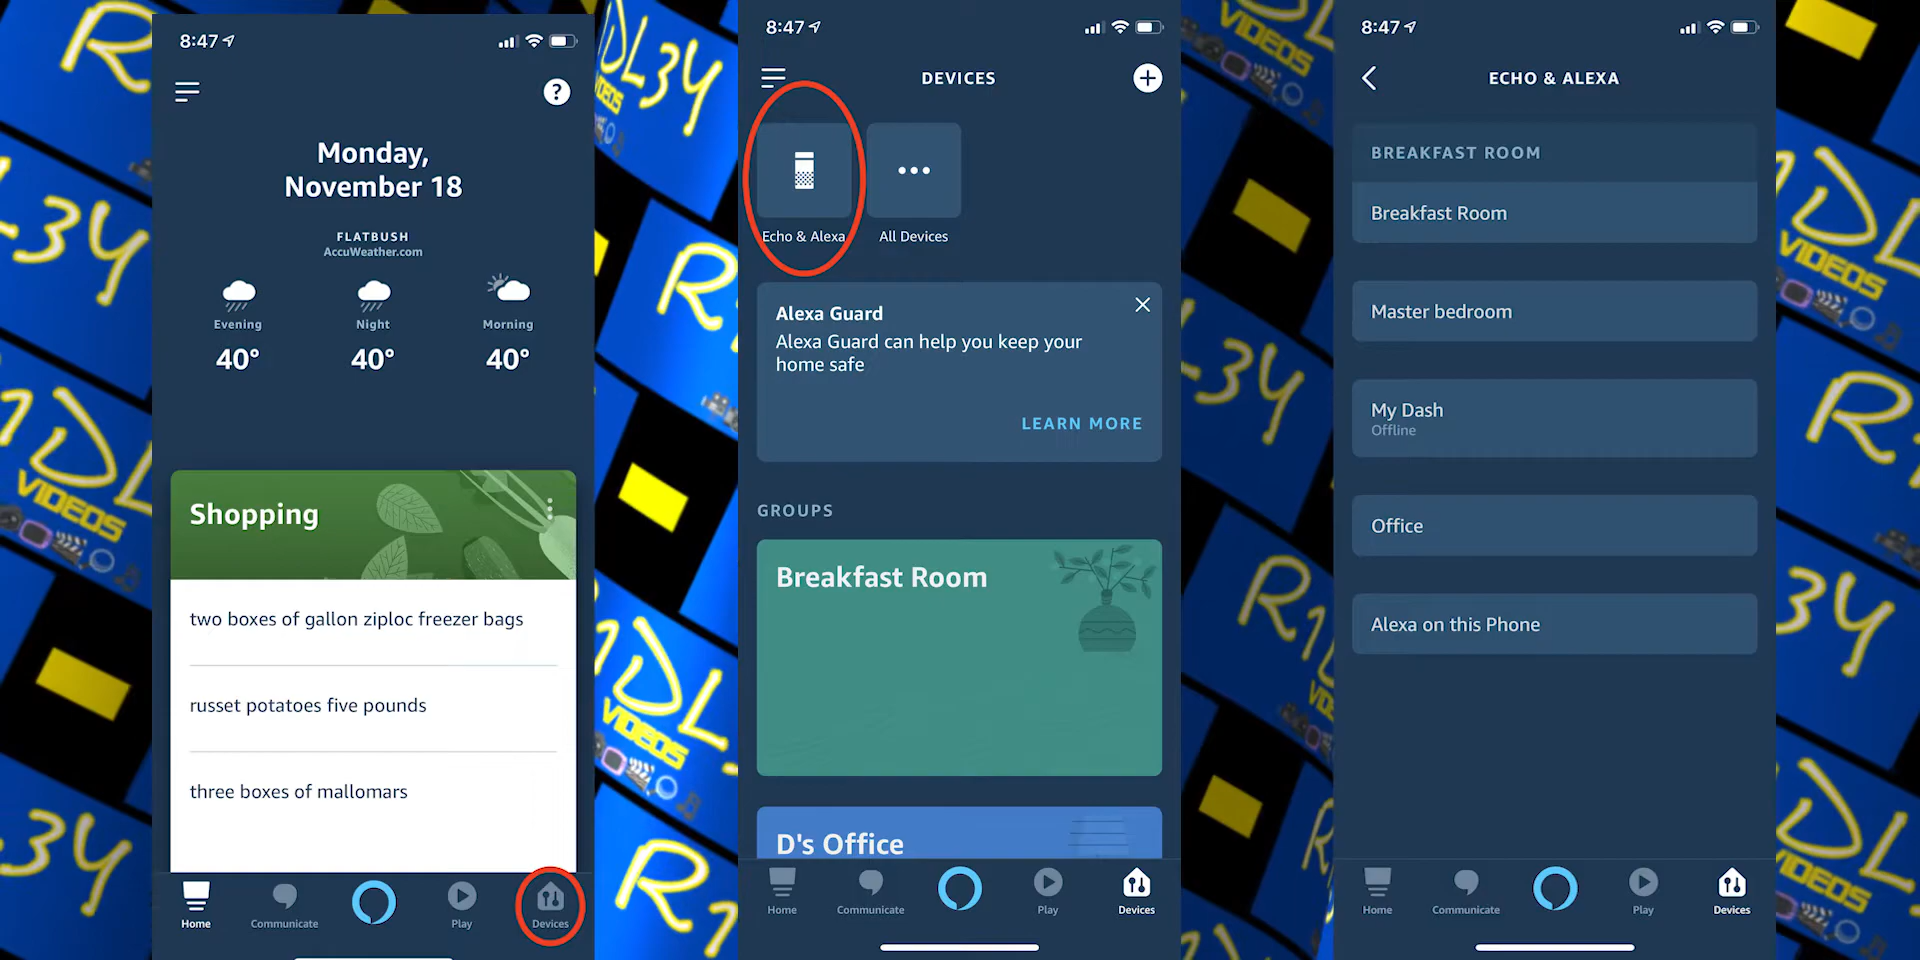 8:47
Monday,
November 18
FLATBUSH
AccuWeather.com
Evening
Night
Morning
40°
40°
40°
Shopping
two boxes of gallon ziploc freezer bags
russet potatoes five pounds
three boxes of mallomars
Home
Communicate
Play
Devices
8:47
DEVICES
Echo & Alexa
All Devices
Alexa Guard
Alexa Guard can help you keep your
home safe
LEARN MORE
GROUPS
Breakfast Room
D's Office
Home
Communicate
Play
Devices
8:47
ECHO & ALEXA
BREAKFAST ROOM
Breakfast Room
Master bedroom
My Dash
Offline
Office
Alexa on this Phone
Home
Communicate
Play
Devices
DL34
VIDEOS
R1DL
VIDEOS